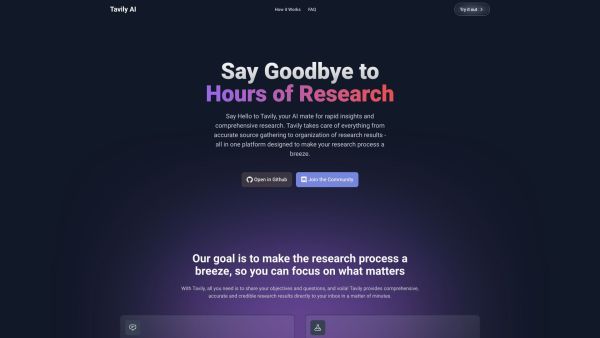 Tavily AI
How it Works
FAQ
Try it out
Say Goodbye to
Hours of Research
Say Hello to Tavily, your AI mate for rapid insights and
comprehensive research. Tavily takes care of everything from
accurate source gathering to organization of research results -
all in one platform designed to make your research process a
breeze.
Open in Github
Join the Community
Our goal is to make the research process a
breeze, so you can focus on what matters
With Tavily, all you need is to share your objectives and questions, and voila! Tavily provides comprehensive,
accurate and credible research results directly to your inbox in a matter of minutes.